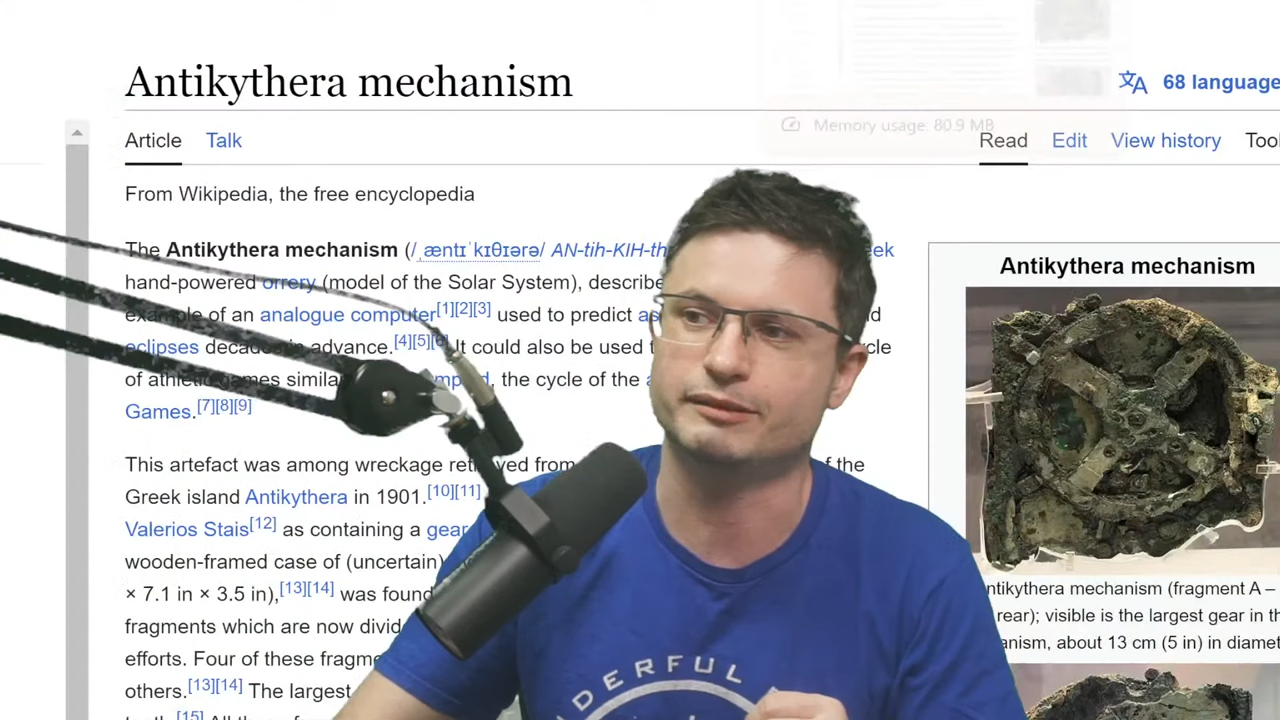 Antikythera mechanism
68 language
Memory usage: 80.9 MB
Article Talk
Read Edit View history Tool
From Wikipedia, the free encyclopedia
The Antikythera mechanism (/ˌæntɪˈkɪθɪərə/ AN-tih-KIH-th eek
hand-powered orrery (model of the Solar System), describe
example of an analogue computer[1][2][3] used to predict as d
eclipses decades in advance.[4][5][6] It could also be used t cle
of athletic games simila mp d, the cycle of the a
Games.[7][8][9]
This artefact was among wreckage ret ved from f the
Greek island Antikythera in 1901.[10][11]
Valerios Stais[12] as containing a gear
wooden-framed case of (uncertain)
× 7.1 in × 3.5 in),[13][14] was found
fragments which are now divid
efforts. Four of these fragme
others.[13][14] The largest
[15]
Antikythera mechanism
ntikythera mechanism (fragment A –
rear); visible is the largest gear in th
anism, about 13 cm (5 in) in diamet
DERFUL